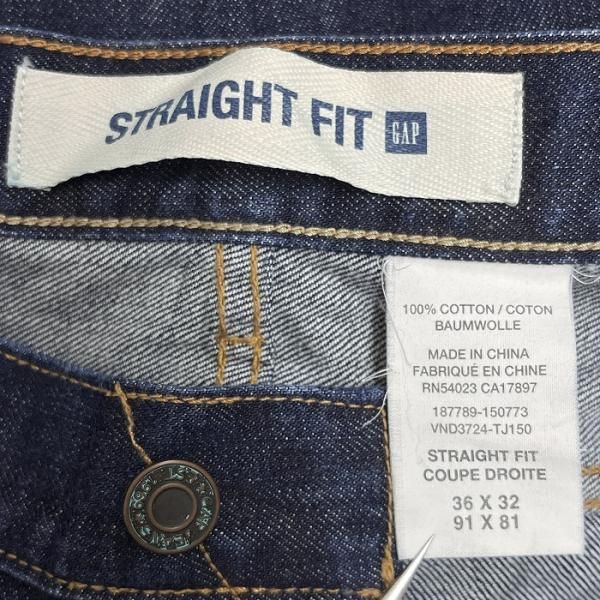 STRAIGHT FIT GAP
100% COTTON / COTON
BAUMWOLLE
MADE IN CHINA
FABRIQUÉ EN CHINE
RN54023 CA17897
187789-150773
VND3724-TJ150
STRAIGHT FIT
COUPE DROITE
36 X 32
91 X 81